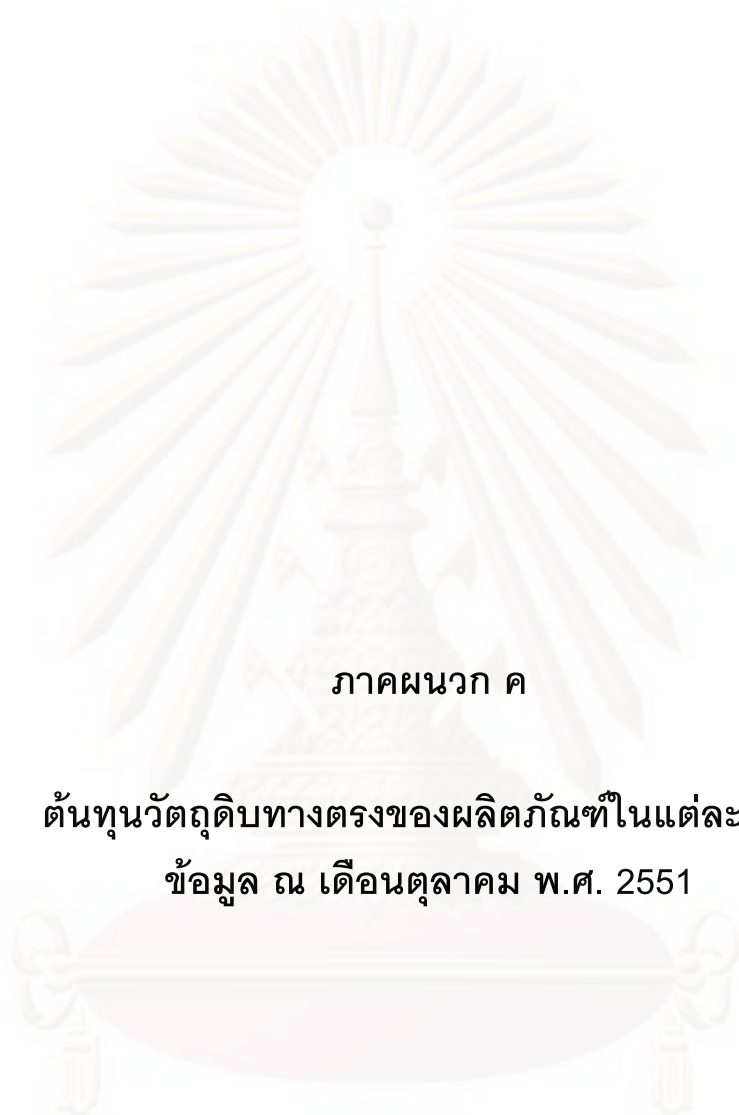 ภาคผนวก ค
ต้นทุนวัตถุดิบทางตรงของผลิตภัณฑ์ในแต่ละ
ข้อมูล ณ เดือนตุลาคม พ.ศ. 2551